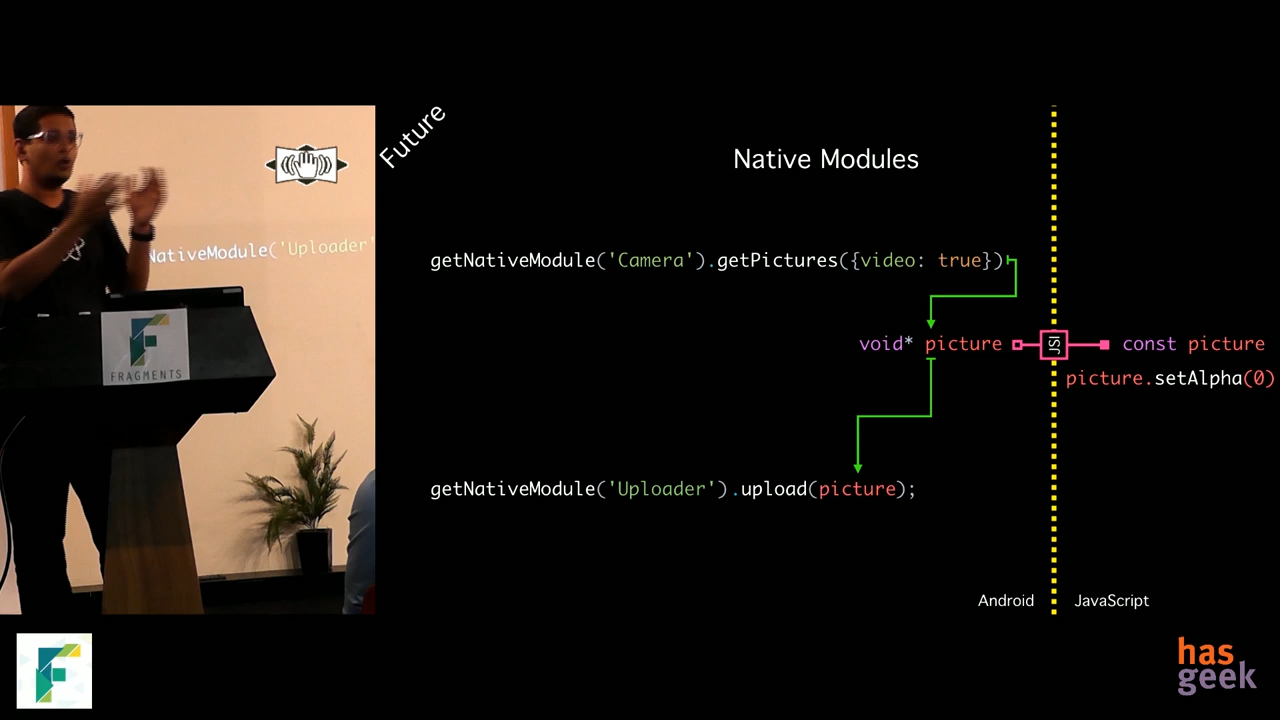 Future
Native Modules
NativeModule('Uploader'
getNativeModule('Camera').getPictures({video: true})
void* picture
JSI
const picture
picture.setAlpha(0)
FRAGMENTS
getNativeModule('Uploader').upload(picture);
Android
JavaScript
has
geek